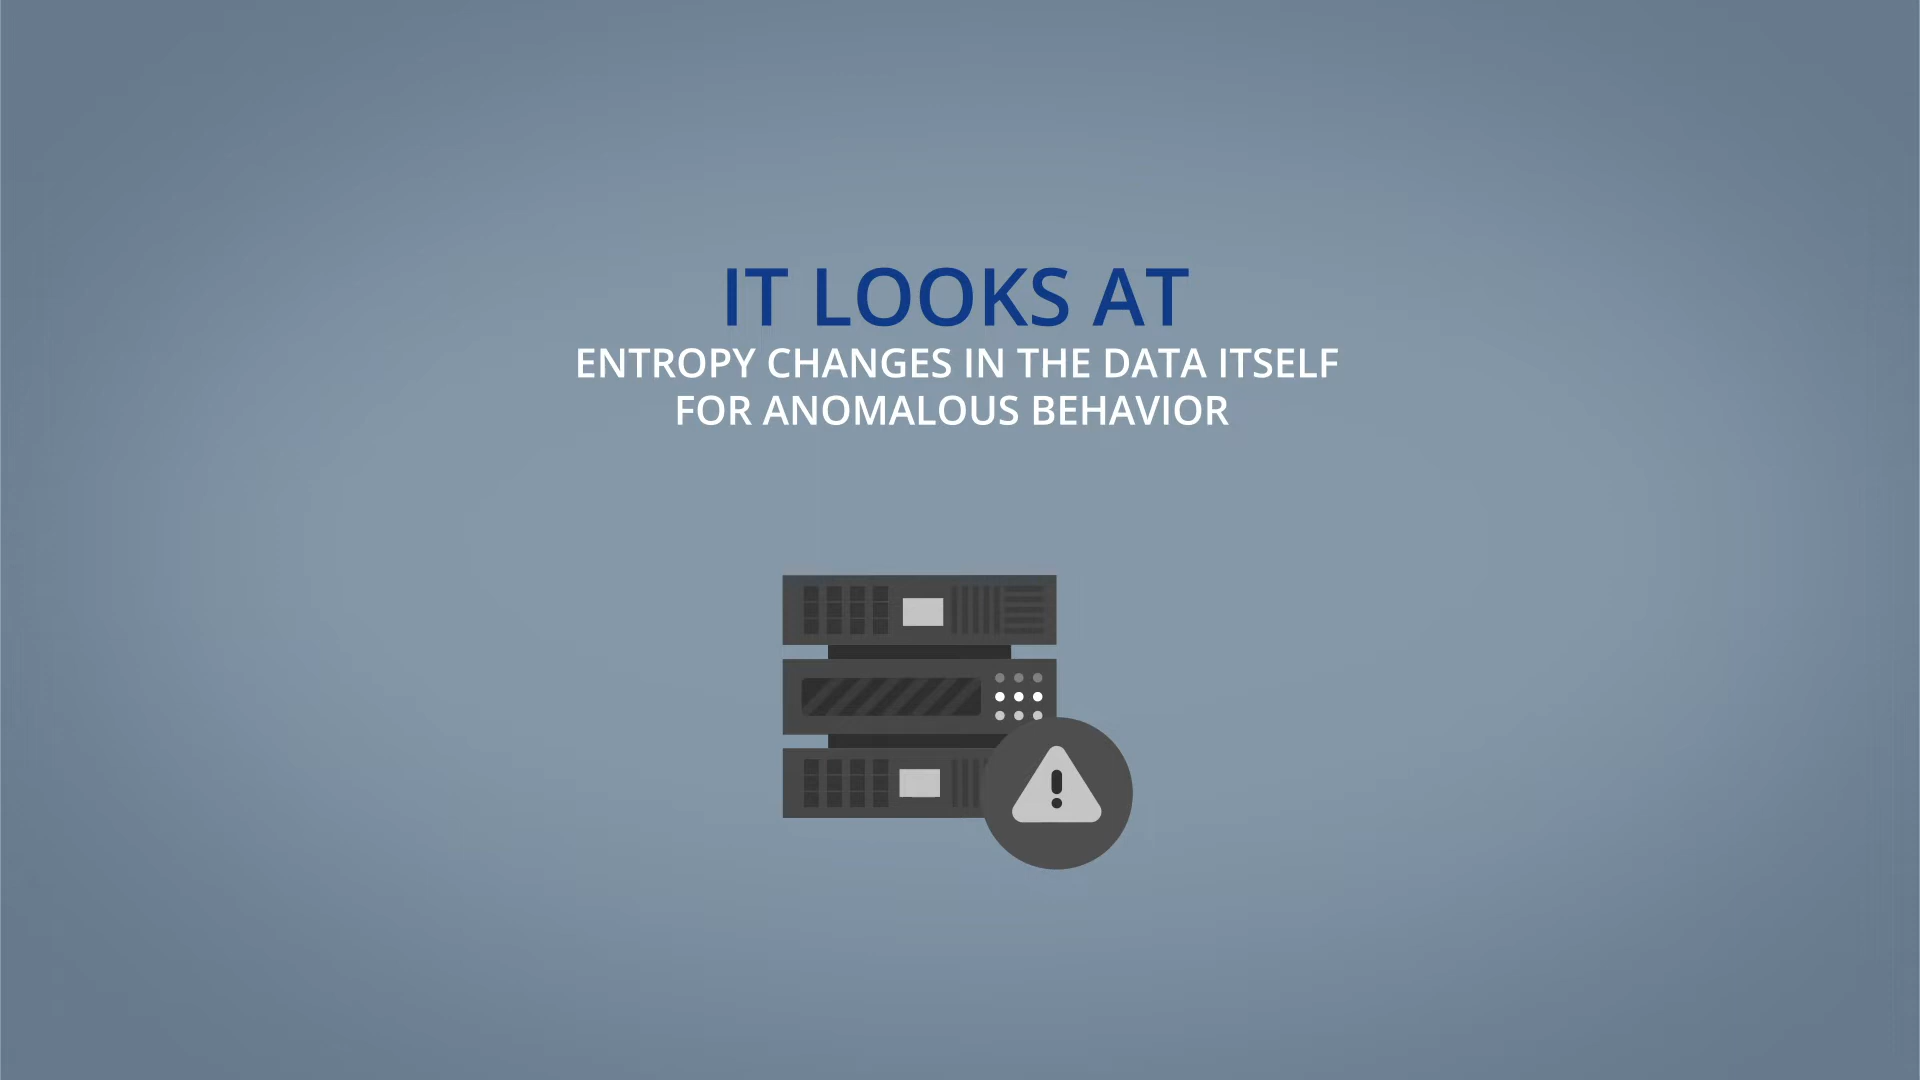 IT LOOKS AT
ENTROPY CHANGES IN THE DATA ITSELF
FOR ANOMALOUS BEHAVIOR